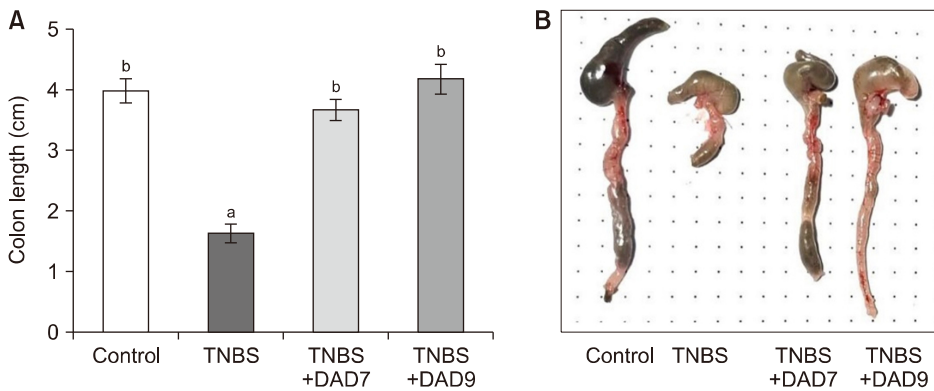 A
Colon length (cm)
5
4
3
2
1
0
b
a
b
b
Control
TNBS
TNBS
+DAD7
TNBS
+DAD9
B
Control
TNBS
TNBS
+DAD7
TNBS
+DAD9